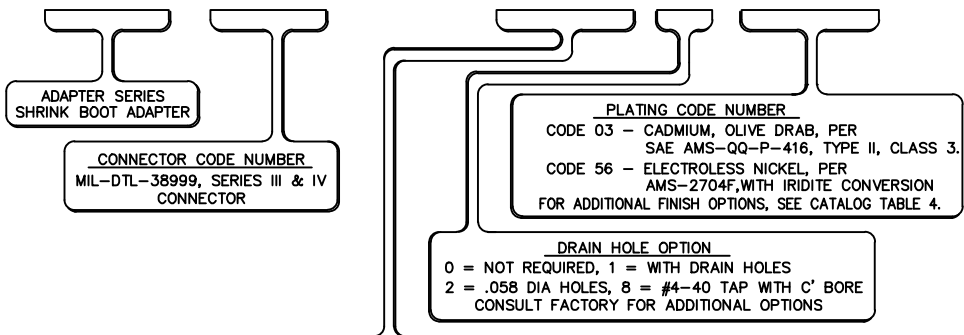 ADAPTER SERIES
SHRINK BOOT ADAPTER
CONNECTOR CODE NUMBER
MIL-DTL-38999, SERIES III & IV
CONNECTOR
PLATING CODE NUMBER
CODE 03 – CADMIUM, OLIVE DRAB, PER
SAE AMS-QQ-P-416, TYPE II, CLASS 3.
CODE 56 – ELECTROLESS NICKEL, PER
AMS-2704F,WITH IRIDITE CONVERSION
FOR ADDITIONAL FINISH OPTIONS, SEE CATALOG TABLE 4.
DRAIN HOLE OPTION
0 = NOT REQUIRED, 1 = WITH DRAIN HOLES
2 = .058 DIA HOLES, 8 = #4-40 TAP WITH C' BORE
CONSULT FACTORY FOR ADDITIONAL OPTIONS